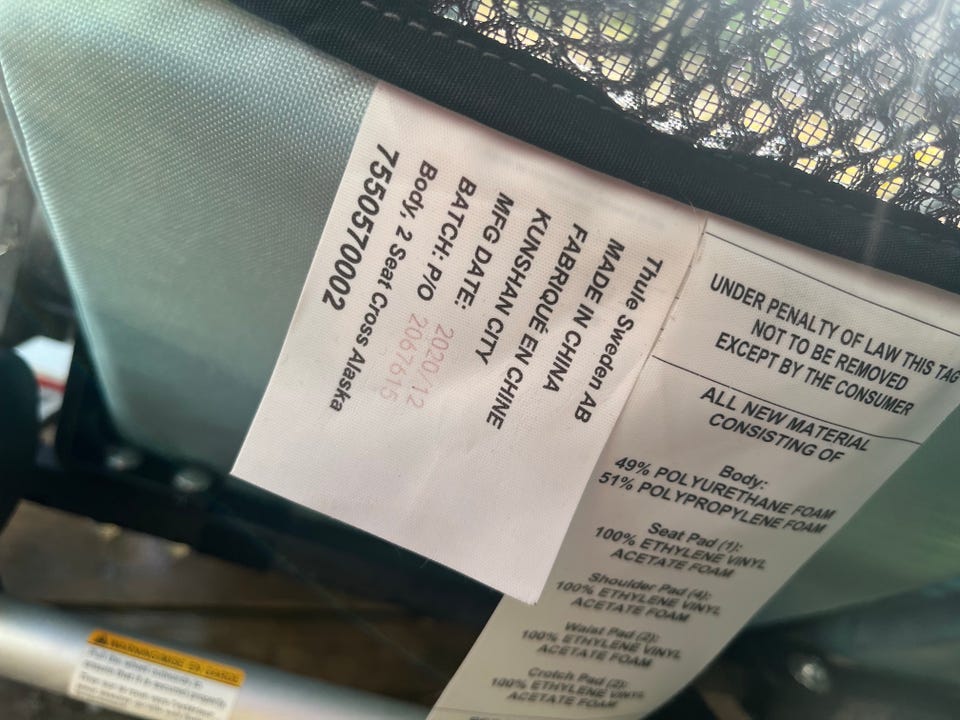 Thule Sweden AB
MADE IN CHINA
FABRIQUE EN CHINE
KUNSHAN CITY
MFG DATE: 2020/12
BATCH: P/O 2067615
Body, 2 Seat Cross Alaska
7550570002
UNDER PENALTY OF LAW THIS TAG
NOT TO BE REMOVED
EXCEPT BY THE CONSUMER
ALL NEW MATERIAL
CONSISTING OF
Body:
49% POLYURETHANE FOAM
51% POLYPROPYLENE FOAM
Seat Pad (1):
100% ETHYLENE VINYL
ACETATE FOAM
Shoulder Pad (4):
100% ETHYLENE VINYL
ACETATE FOAM
Waist Pad (2):
100% ETHYLENE VINYL
ACETATE FOAM
Crotch Pad (2):
100% ETHYLENE VINYL
ACETATE FOAM